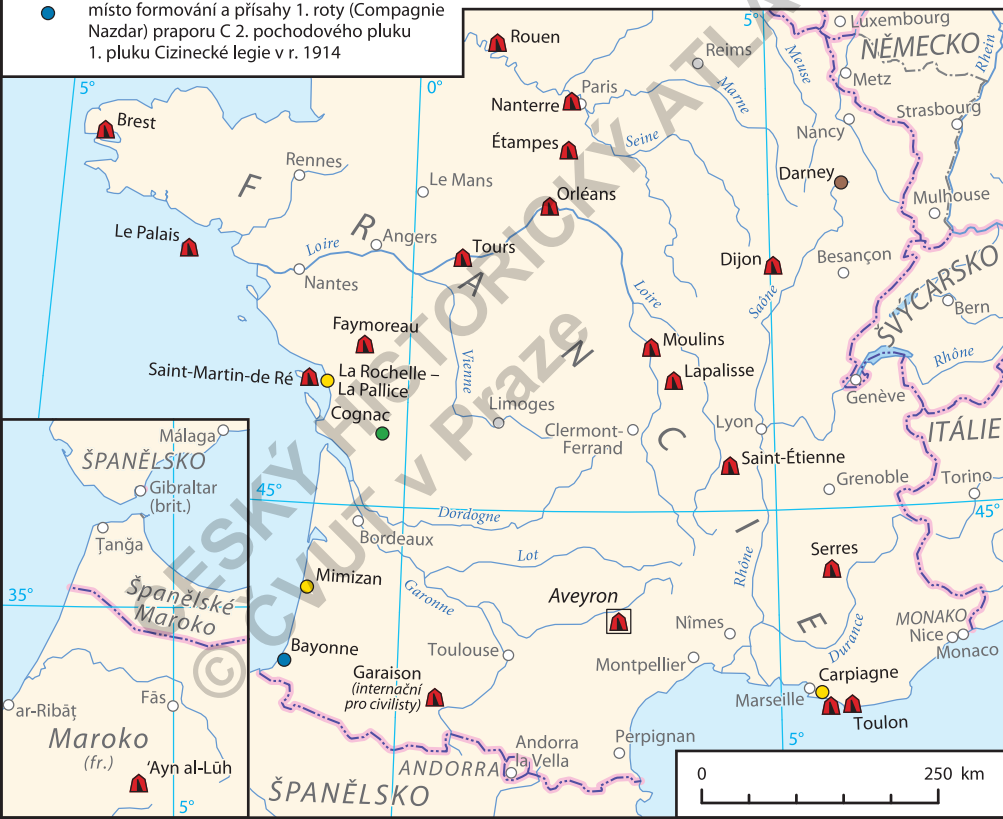 místo formování a přísahy 1. roty (Compagnie
Nazdar) praporu C 2. pochodového pluku
1. pluku Cizinecké legie v r. 1914
5°
0°
5°
Luxembourg
NĚMECKO
Rhein
Rouen
Reims
Meuse
Metz
Paris
Marne
Nanterre
Strasbourg
Brest
Nancy
Étampes
Seine
Rennes
Darney
Le Mans
Orléans
Mulhouse
F
R
A
N
C
I
E
Le Palais
Loire
Angers
Tours
Dijon
Besançon
Nantes
Loire
Saône
ŠVÝCARSKO
Bern
Faymoreau
Moulins
Vienne
Rhône
Saint-Martin-de Ré
La Rochelle –
La Pallice
Lapalisse
Genève
Cognac
Limoges
Clermont-
Ferrand
Lyon
ITÁLIE
Málaga
ŠPANĚLSKO
Saint-Étienne
Grenoble
Torino
Gibraltar
(brit.)
45°
45°
Dordogne
Ţanğa
Bordeaux
Lot
Rhône
Serres
Španělské
Maroko
35°
Mimizan
Garonne
Aveyron
Durance
MONAKO
Nice
Monaco
Nîmes
Bayonne
Toulouse
Montpellier
Garaison
(internační
pro civilisty)
Carpiagne
Marseille
Toulon
Fās
ar-Ribāţ
Maroko
(fr.)
Perpignan
5°
Andorra
la Vella
ANDORRA
'Ayn al-Lūh
5°
ŠPANĚLSKO
0
250 km
ČESKÝ HISTORICKÝ ATLA
© ČVUT v Praze